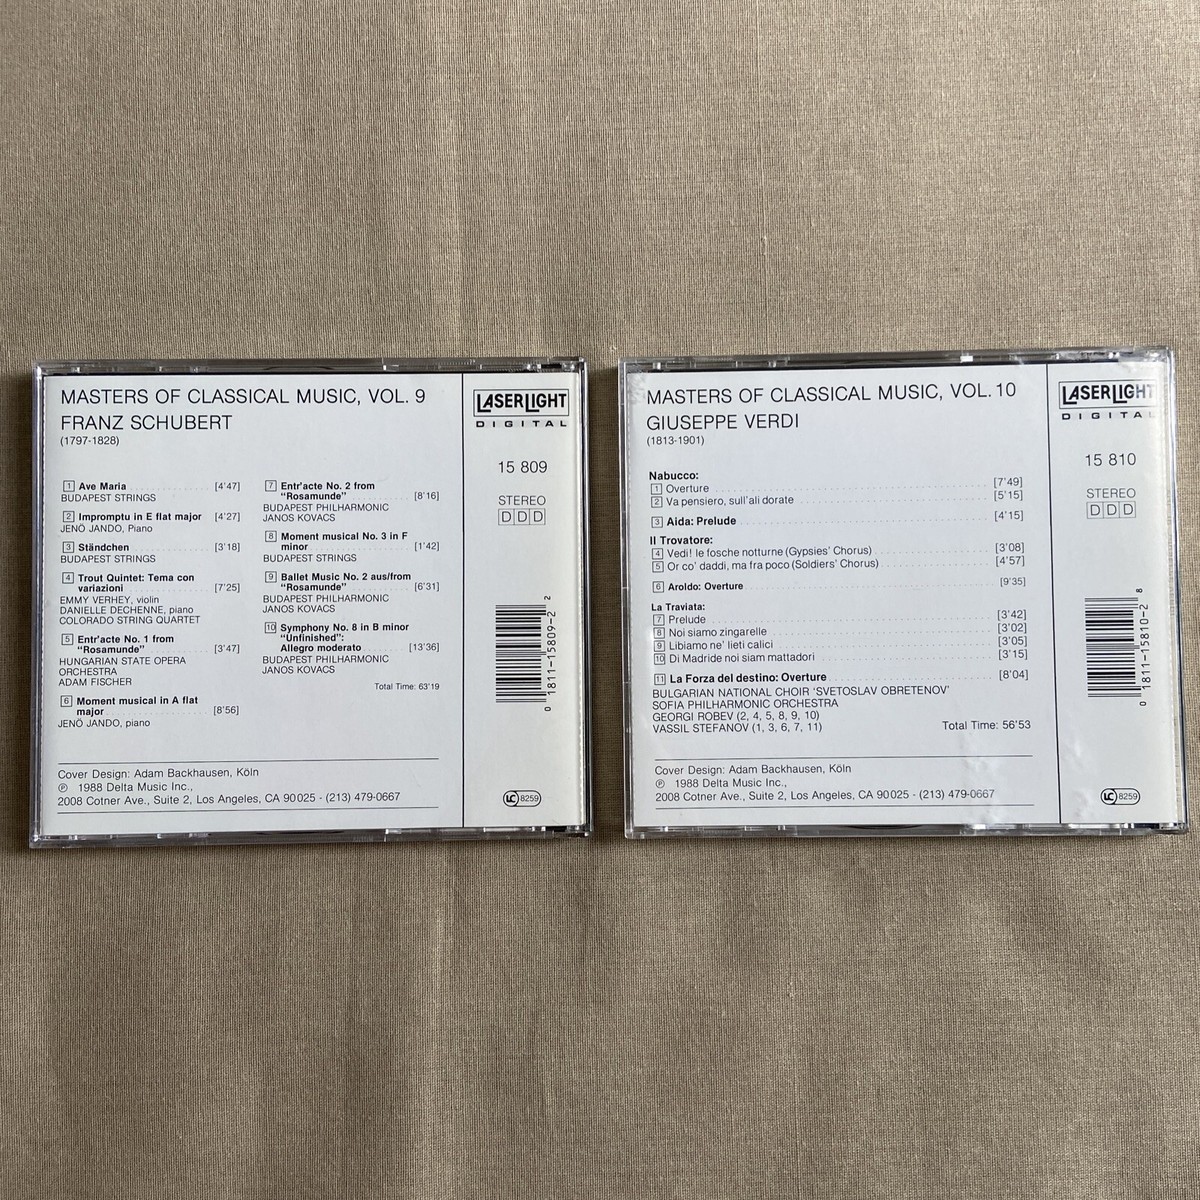 MASTERS OF CLASSICAL MUSIC, VOL. 9
FRANZ SCHUBERT
(1797-1828)
1 Ave Maria [4'47]
BUDAPEST STRINGS
2 Impromptu in E flat major [4'27]
JENÖ JANDO, Piano
3 Ständchen [3'18]
BUDAPEST STRINGS
4 Trout Quintet: Tema con
variazioni [7'25]
EMMY VERHEY, violin
DANIELLE DECHENNE, piano
COLORADO STRING QUARTET
5 Entr'acte No. 1 from
"Rosamunde" [3'47]
HUNGARIAN STATE OPERA
ORCHESTRA
ADAM FISCHER
6 Moment musical in A flat
major [8'56]
JENÖ JANDO, piano
7 Entr'acte No. 2 from
"Rosamunde" [8'16]
BUDAPEST PHILHARMONIC
JANOS KOVACS
8 Moment musical No. 3 in F
minor [1'42]
BUDAPEST STRINGS
9 Ballet Music No. 2 aus/from
"Rosamunde" [6'31]
BUDAPEST PHILHARMONIC
JANOS KOVACS
10 Symphony No. 8 in B minor
"Unfinished":
Allegro moderato [13'36]
BUDAPEST PHILHARMONIC
JANOS KOVACS
Total Time: 63'19
Cover Design: Adam Backhausen, Köln
℗ 1988 Delta Music Inc.,
2008 Cotner Ave., Suite 2, Los Angeles, CA 90025 - (213) 479-0667
LASERLIGHT
DIGITAL
15 809
STEREO
DDD
0 1811-15809-2 2
LC 8259
MASTERS OF CLASSICAL MUSIC, VOL. 10
GIUSEPPE VERDI
(1813-1901)
Nabucco:
1 Overture [7'49]
2 Va pensiero, sull'ali dorate [5'15]
3 Aida: Prelude [4'15]
Il Trovatore:
4 Vedi! le fosche notturne (Gypsies' Chorus) [3'08]
5 Or co' daddi, ma fra poco (Soldiers' Chorus) [4'57]
6 Aroldo: Overture [9'35]
La Traviata:
7 Prelude [3'42]
8 Noi siamo zingarelle [3'02]
9 Libiamo ne' lieti calici [3'05]
10 Di Madride noi siam mattadori [3'15]
11 La Forza del destino: Overture [8'04]
BULGARIAN NATIONAL CHOIR 'SVETOSLAV OBRETENOV'
SOFIA PHILHARMONIC ORCHESTRA
GEORGI ROBEV (2, 4, 5, 8, 9, 10)
VASSIL STEFANOV (1, 3, 6, 7, 11) Total Time: 56'53
Cover Design: Adam Backhausen, Köln
℗ 1988 Delta Music Inc.,
2008 Cotner Ave., Suite 2, Los Angeles, CA 90025 - (213) 479-0667
LASERLIGHT
DIGITAL
15 810
STEREO
DDD
0 1811-15810-2 8
LC 8259